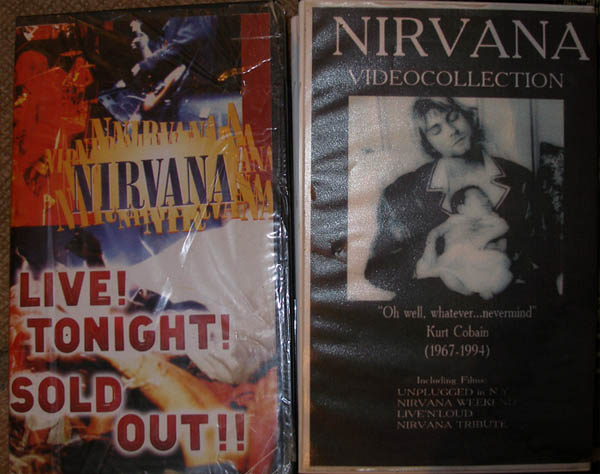 NIRVANA
LIVE!
TONIGHT!
SOLD
OUT!!
NIRVANA
VIDEOCOLLECTION
"Oh well, whatever...nevermind"
Kurt Cobain
(1967-1994)
Including Films:
UNPLUGGED in N.Y.
NIRVANA WEEKEND
LIVE'N'LOUD
NIRVANA TRIBUTE